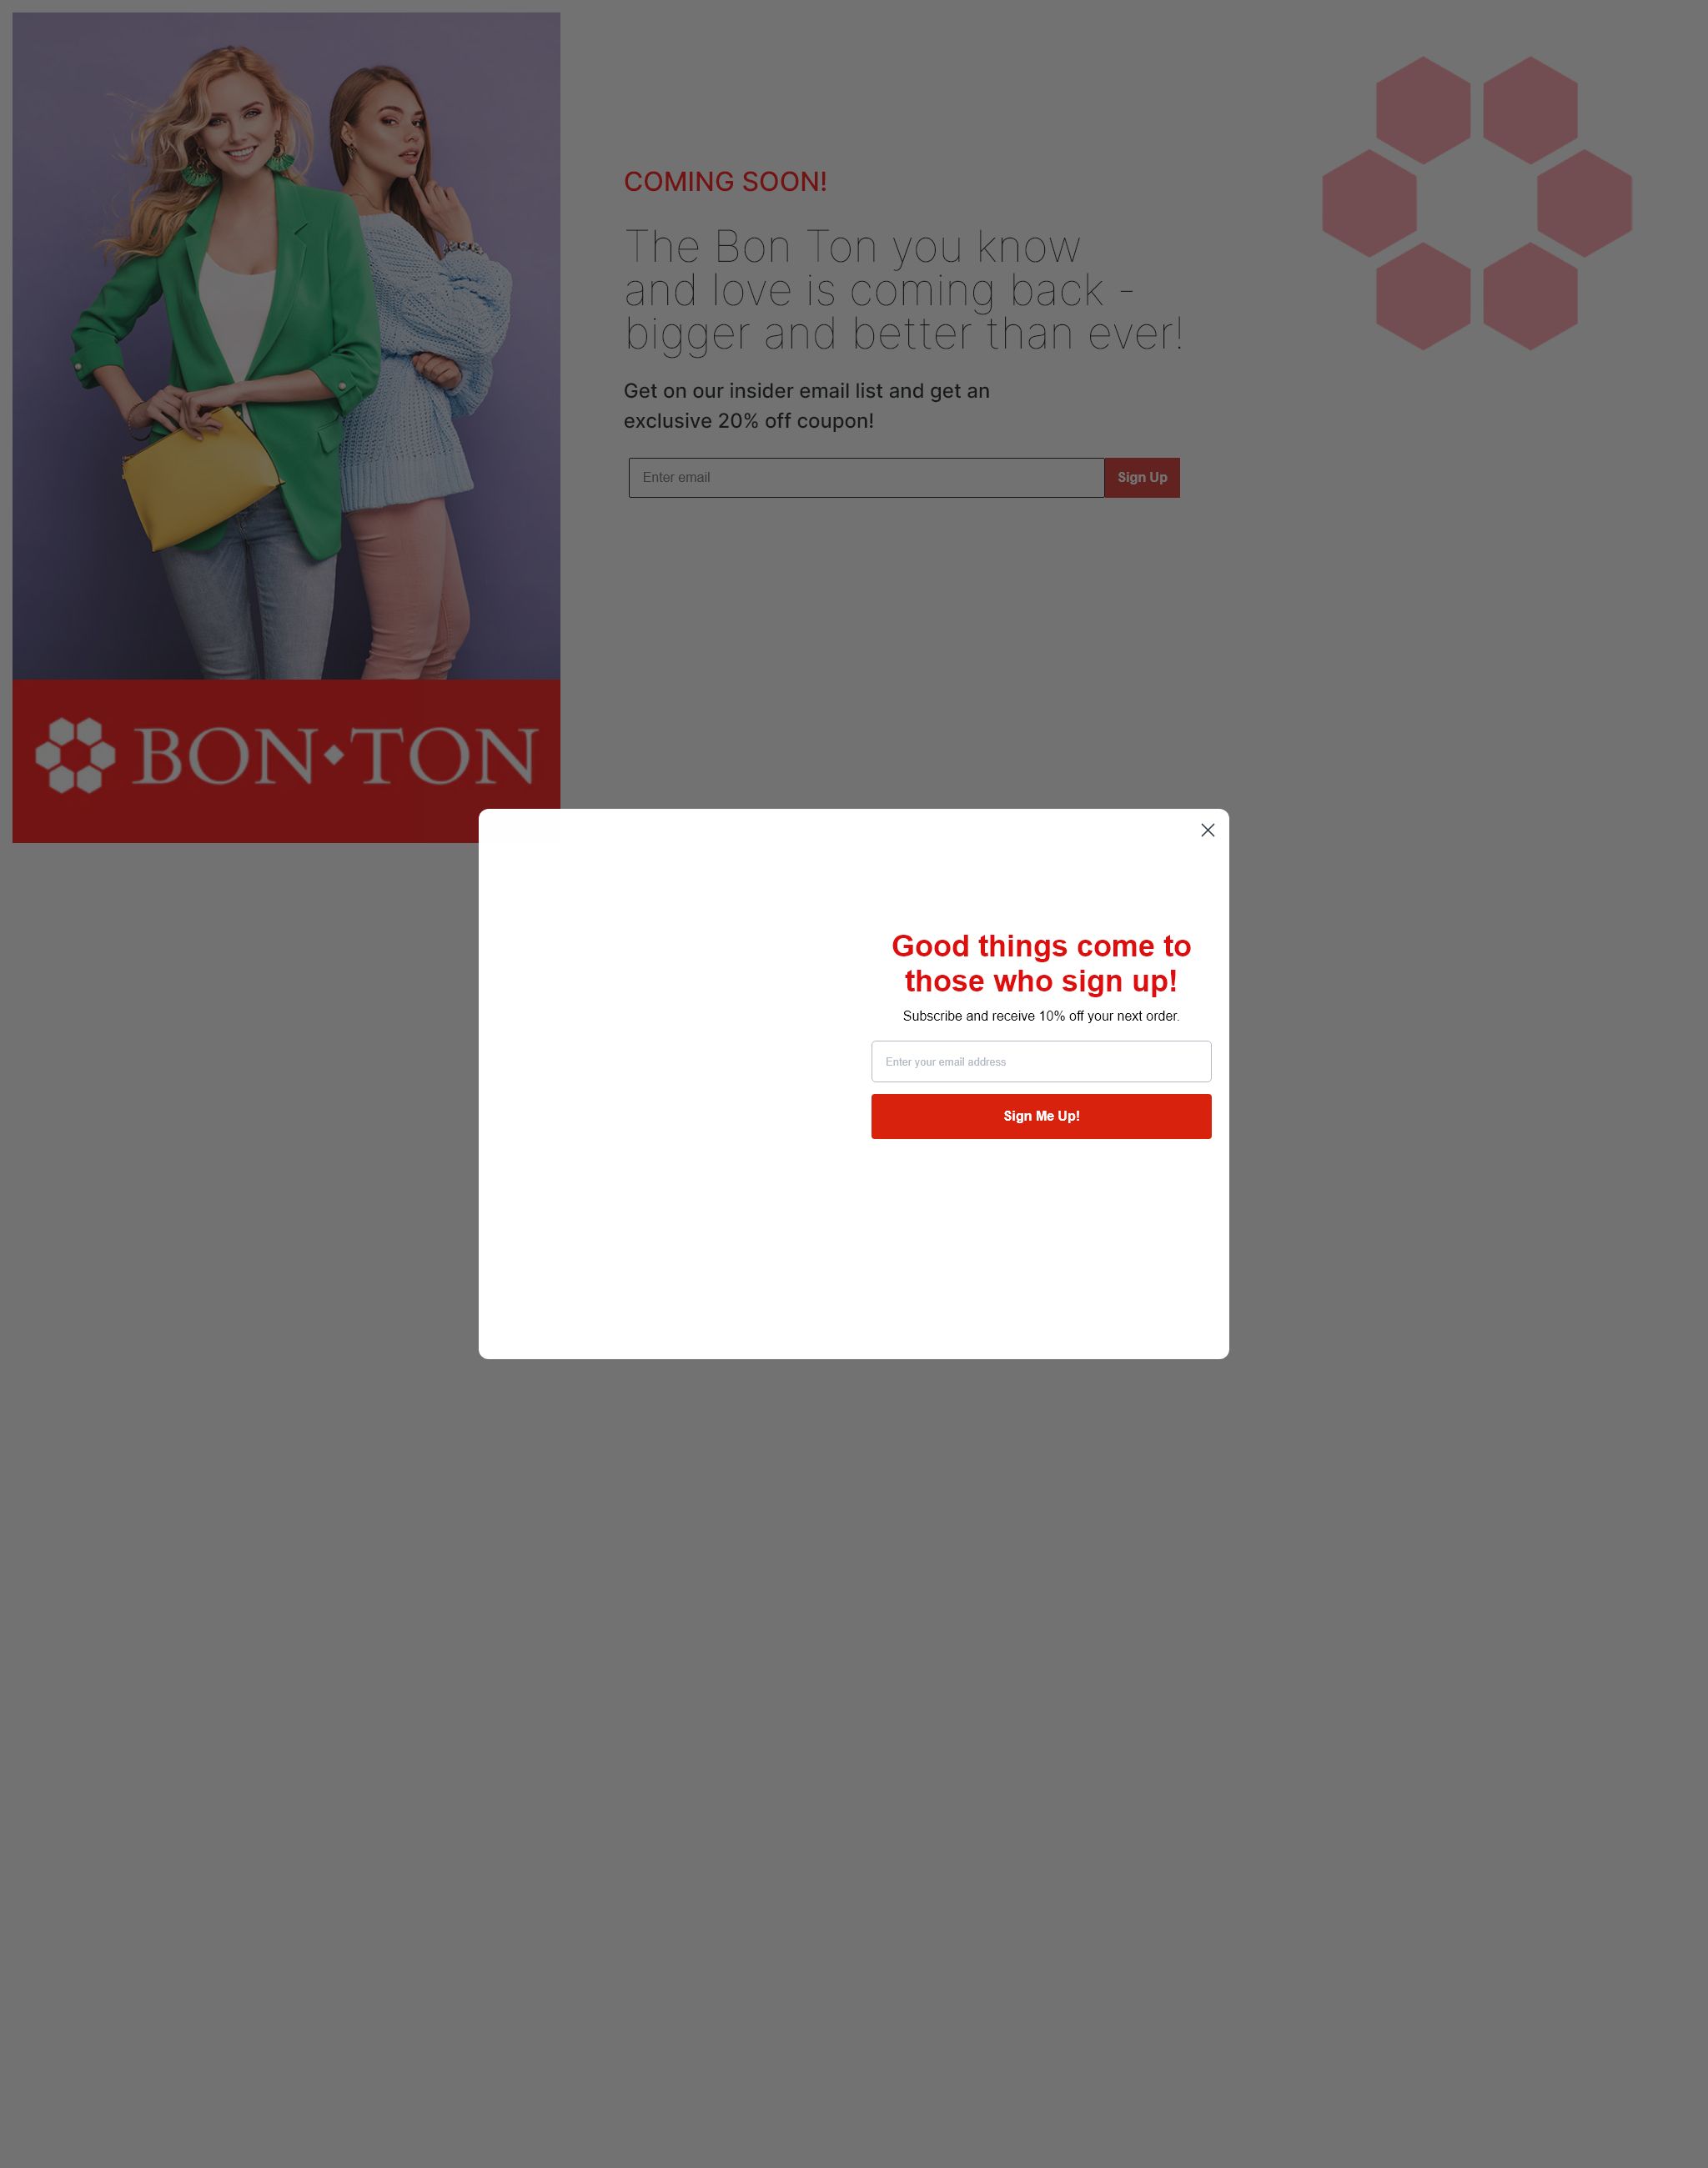 COMING SOON!
The Bon Ton you know
and love is coming back -
bigger and better than ever!
Get on our insider email list and get an
exclusive 20% off coupon!
Enter email
Sign Up
BON•TON
Good things come to
those who sign up!
Subscribe and receive 10% off your next order.
Enter your email address
Sign Me Up!